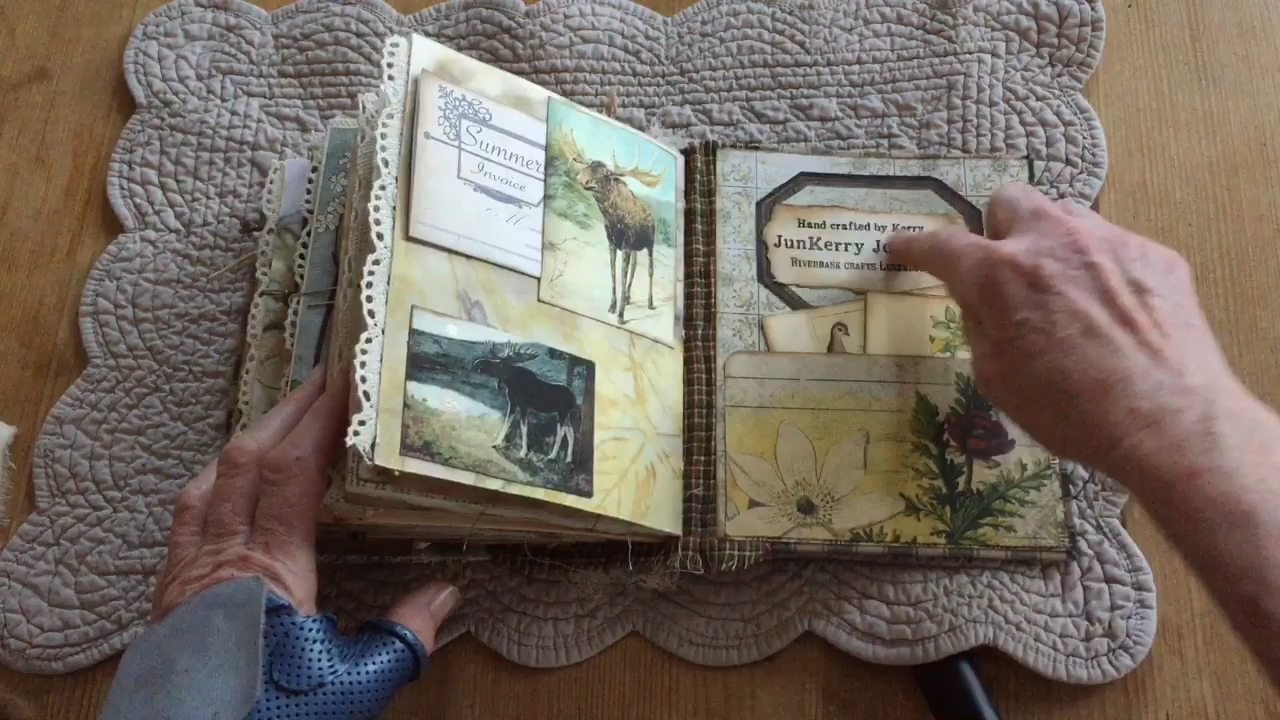 Summer
Invoice
Hand crafted by Kerry
JunKerry
RIVERBANK CRAFTS